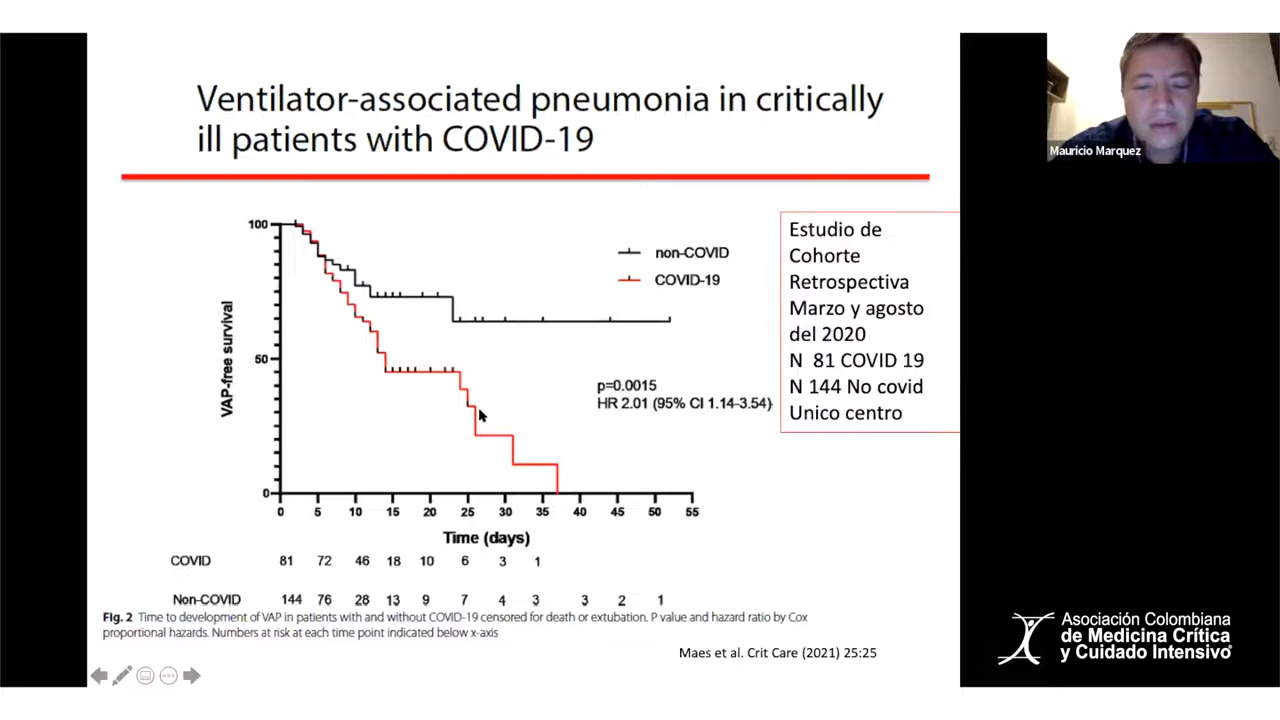 Ventilator-associated pneumonia in critically
ill patients with COVID-19
Mauricio Marquez
100
50
0
VAP-free survival
non-COVID
COVID-19
p=0.0015
HR 2.01 (95% CI 1.14-3.54)
0 5 10 15 20 25 30 35 40 45 50 55
Time (days)
COVID 81 72 46 18 10 6 3 1
Non-COVID 144 76 28 13 9 7 4 3 3 2 1
Estudio de
Cohorte
Retrospectiva
Marzo y agosto
del 2020
N 81 COVID 19
N 144 No covid
Unico centro
Fig. 2 Time to development of VAP in patients with and without COVID-19 censored for death or extubation. P value and hazard ratio by Cox
proportional hazards. Numbers at risk at each time point indicated below x-axis
Maes et al. Crit Care (2021) 25:25
Asociación Colombiana
de Medicina Crítica
y Cuidado Intensivo